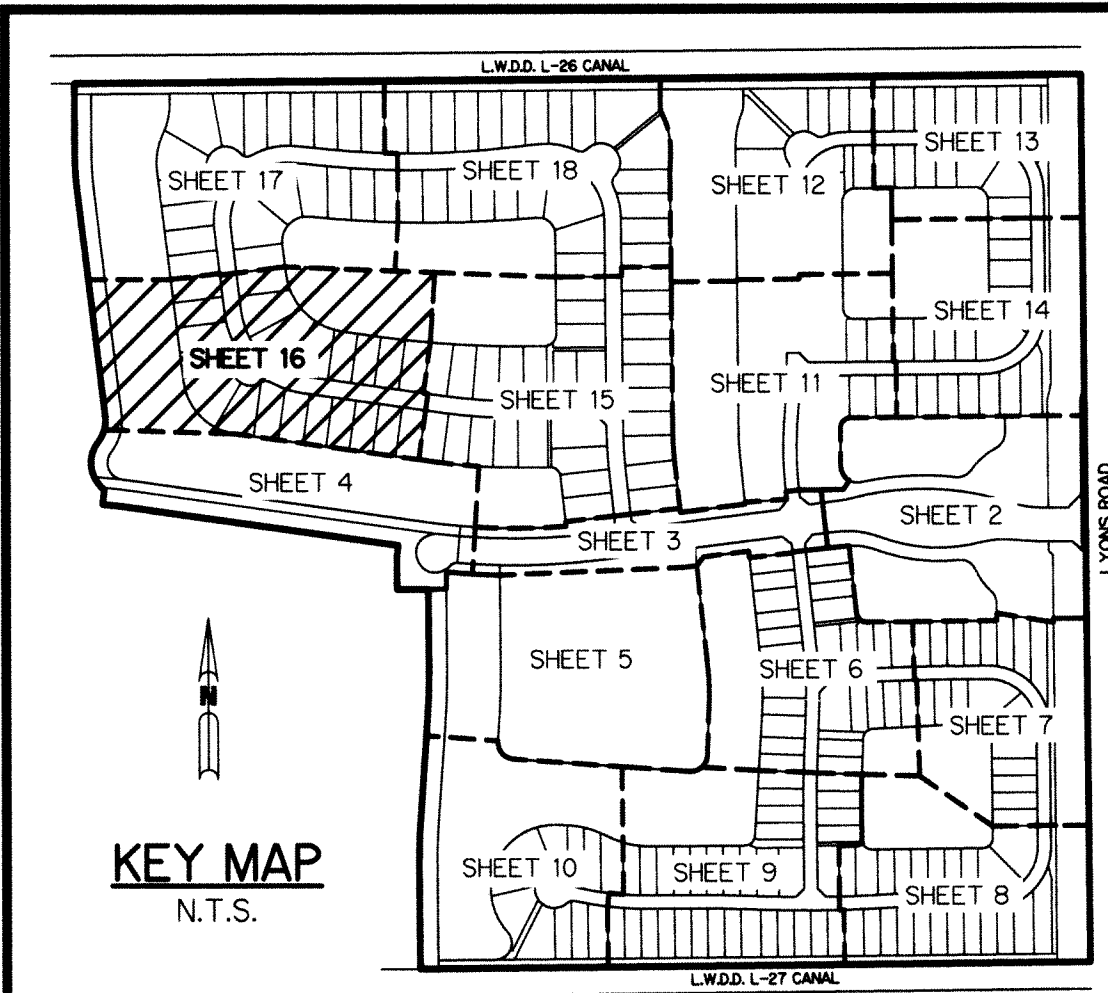 L.W.D.D. L-26 CANAL
SHEET 13
SHEET 17
SHEET 18
SHEET 12
SHEET 14
SHEET 16
SHEET 11
SHEET 15
SHEET 4
SHEET 2
LYONS ROAD
SHEET 3
SHEET 5
SHEET 6
N
SHEET 7
KEY MAP
N.T.S.
SHEET 10
SHEET 9
SHEET 8
L.W.D.D. L-27 CANAL